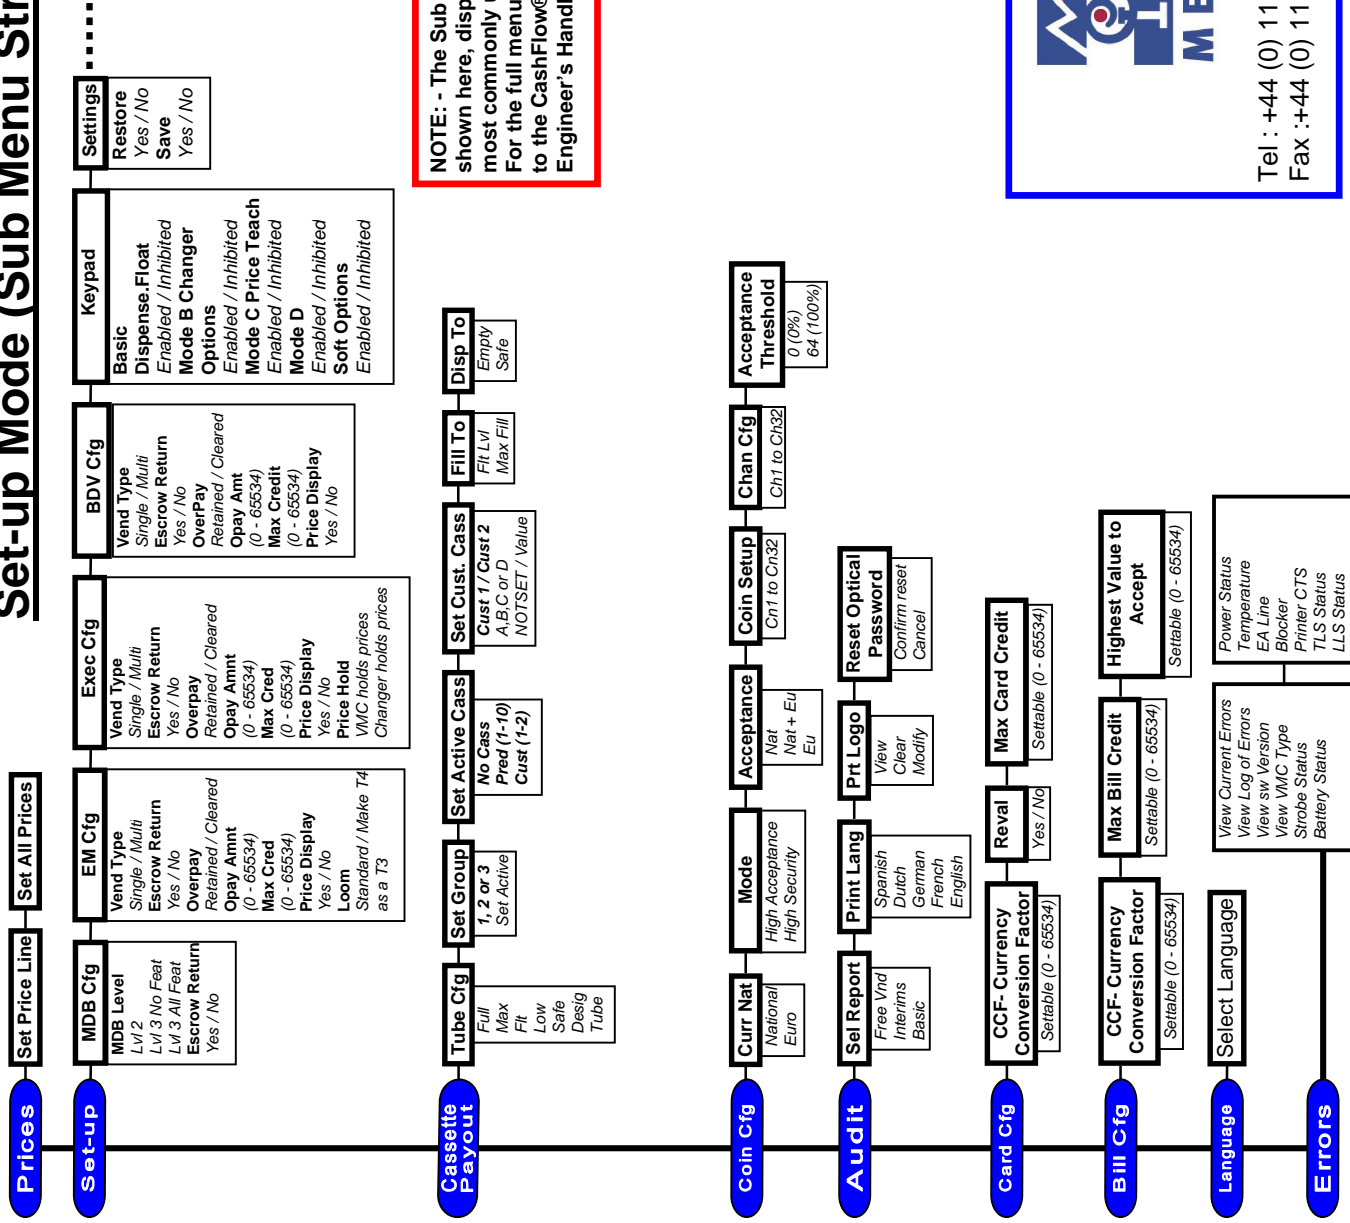 Set-up Mode (Sub Menu Str
Prices
Set Price Line
Set All Prices
Set-up
MDB Cfg
MDB Level
Lvl 2
Lvl 3 No Feat
Lvl 3 All Feat
Escrow Return
Yes / No
EM Cfg
Vend Type
Single / Multi
Escrow Return
Yes / No
Overpay
Retained / Cleared
Opay Amnt
(0 - 65534)
Max Cred
(0 - 65534)
Price Display
Yes / No
Loom
Standard / Make T4
as a T3
Exec Cfg
Vend Type
Single / Multi
Escrow Return
Yes / No
Overpay
Retained / Cleared
Opay Amnt
(0 - 65534)
Max Cred
(0 - 65534)
Price Display
Yes / No
Price Hold
VMC holds prices
Changer holds prices
BDV Cfg
Vend Type
Single / Multi
Escrow Return
Yes / No
OverPay
Retained / Cleared
Opay Amt
(0 - 65534)
Max Credit
(0 - 65534)
Price Display
Yes / No
Keypad
Basic
Dispense.Float
Enabled / Inhibited
Mode B Changer
Options
Enabled / Inhibited
Mode C Price Teach
Enabled / Inhibited
Mode D
Enabled / Inhibited
Soft Options
Enabled / Inhibited
Settings
Restore
Yes / No
Save
Yes / No
Cassette
Payout
Tube Cfg
Full
Max
Flt
Low
Safe
Desig
Tube
Set Group
1, 2 or 3
Set Active
Set Active Cass
No Cass
Pred (1-10)
Cust (1-2)
Set Cust. Cass
Cust 1 / Cust 2
A,B,C or D
NOTSET / Value
Fill To
Flt Lvl
Max Fill
Disp To
Empty
Safe
NOTE: - The Sub
shown here, disp
most commonly u
For the full menu
to the CashFlow®
Engineer's Handl
Coin Cfg
Curr Nat
National
Euro
Mode
High Acceptance
High Security
Acceptance
Nat
Nat + Eu
Eu
Coin Setup
Cn1 to Cn32
Chan Cfg
Ch1 to Ch32
Acceptance
Threshold
0 (0%)
64 (100%)
Audit
Sel Report
Free Vnd
Interims
Basic
Print Lang
Spanish
Dutch
German
French
English
Prt Logo
View
Clear
Modify
Reset Optical
Password
Confirm reset
Cancel
Card Cfg
CCF- Currency
Conversion Factor
Settable (0 - 65534)
Reval
Yes / No
Max Card Credit
Settable (0 - 65534)
Bill Cfg
CCF- Currency
Conversion Factor
Settable (0 - 65534)
Max Bill Credit
Settable (0 - 65534)
Highest Value to
Accept
Settable (0 - 65534)
Language
Select Language
Errors
View Current Errors
View Log of Errors
View sw Version
View VMC Type
Strobe Status
Battery Status
Power Status
Temperature
EA Line
Blocker
Printer CTS
TLS Status
LLS Status
ME
Tel : +44 (0) 11
Fax :+44 (0) 11